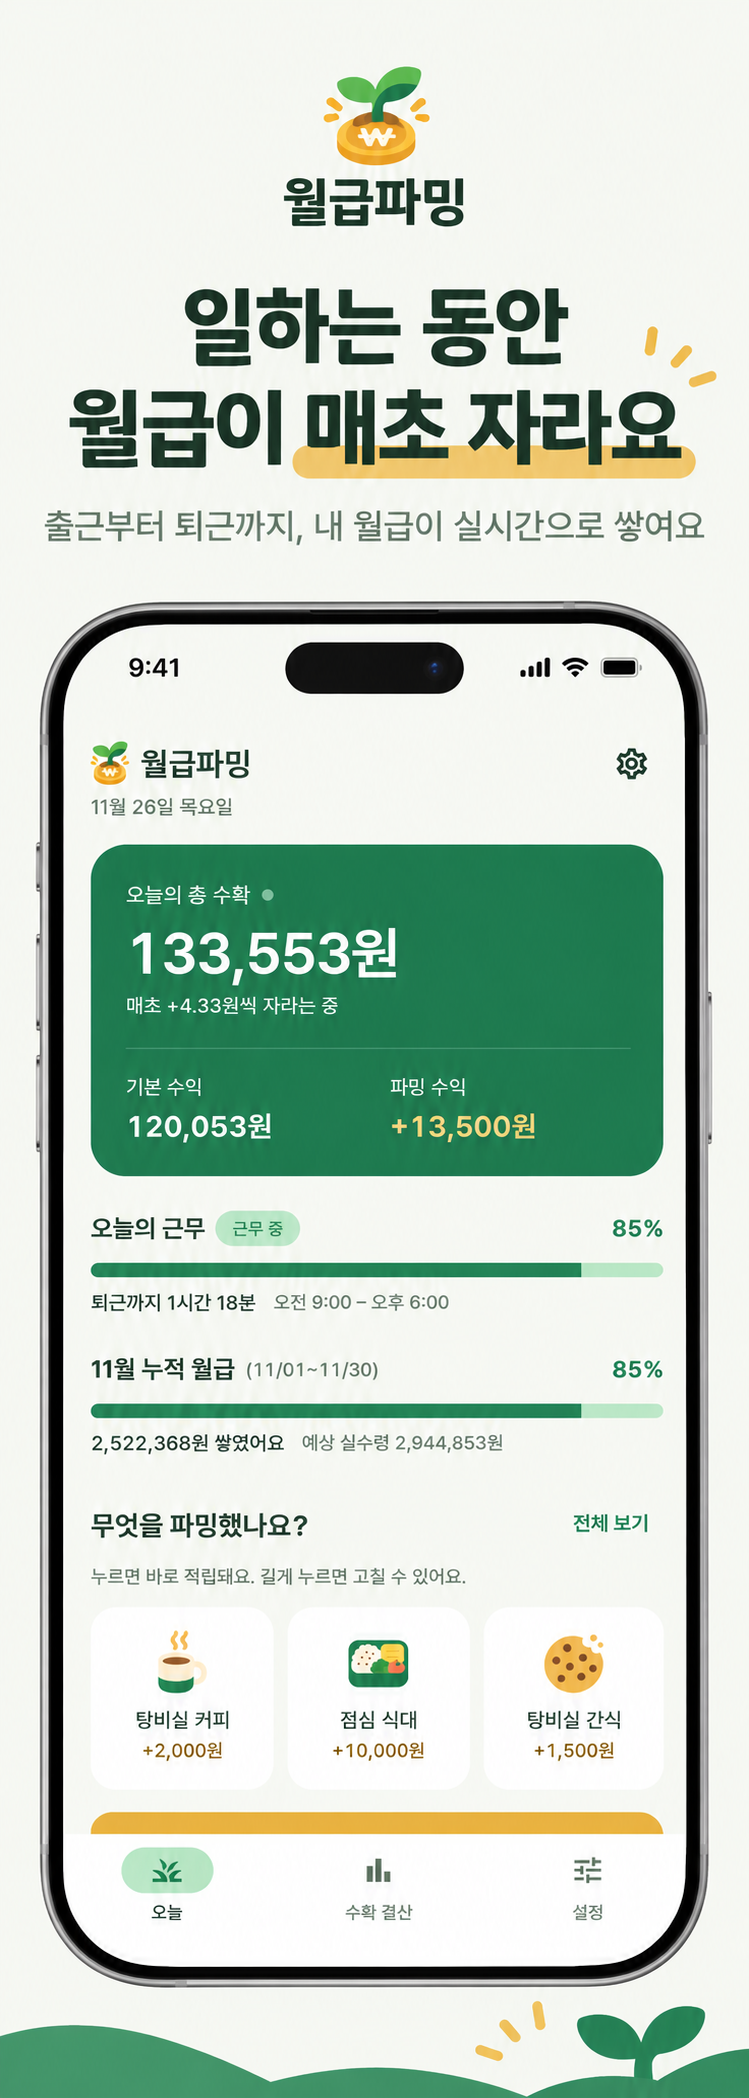 월급파밍
일하는 동안
월급이 매초 자라요
출근부터 퇴근까지, 내 월급이 실시간으로 쌓여요
9:41
월급파밍
11월 26일 목요일
오늘의 총 수확
133,553원
매초 +4.33원씩 자라는 중
기본 수익 파밍 수익
120,053원 +13,500원
오늘의 근무 근무 중 85%
퇴근까지 1시간 18분 오전 9:00 – 오후 6:00
11월 누적 월급 (11/01~11/30) 85%
2,522,368원 쌓였어요 예상 실수령 2,944,853원
무엇을 파밍했나요? 전체 보기
누르면 바로 적립돼요. 길게 누르면 고칠 수 있어요.
탕비실 커피 점심 식대 탕비실 간식
+2,000원 +10,000원 +1,500원
오늘 수확 결산 설정